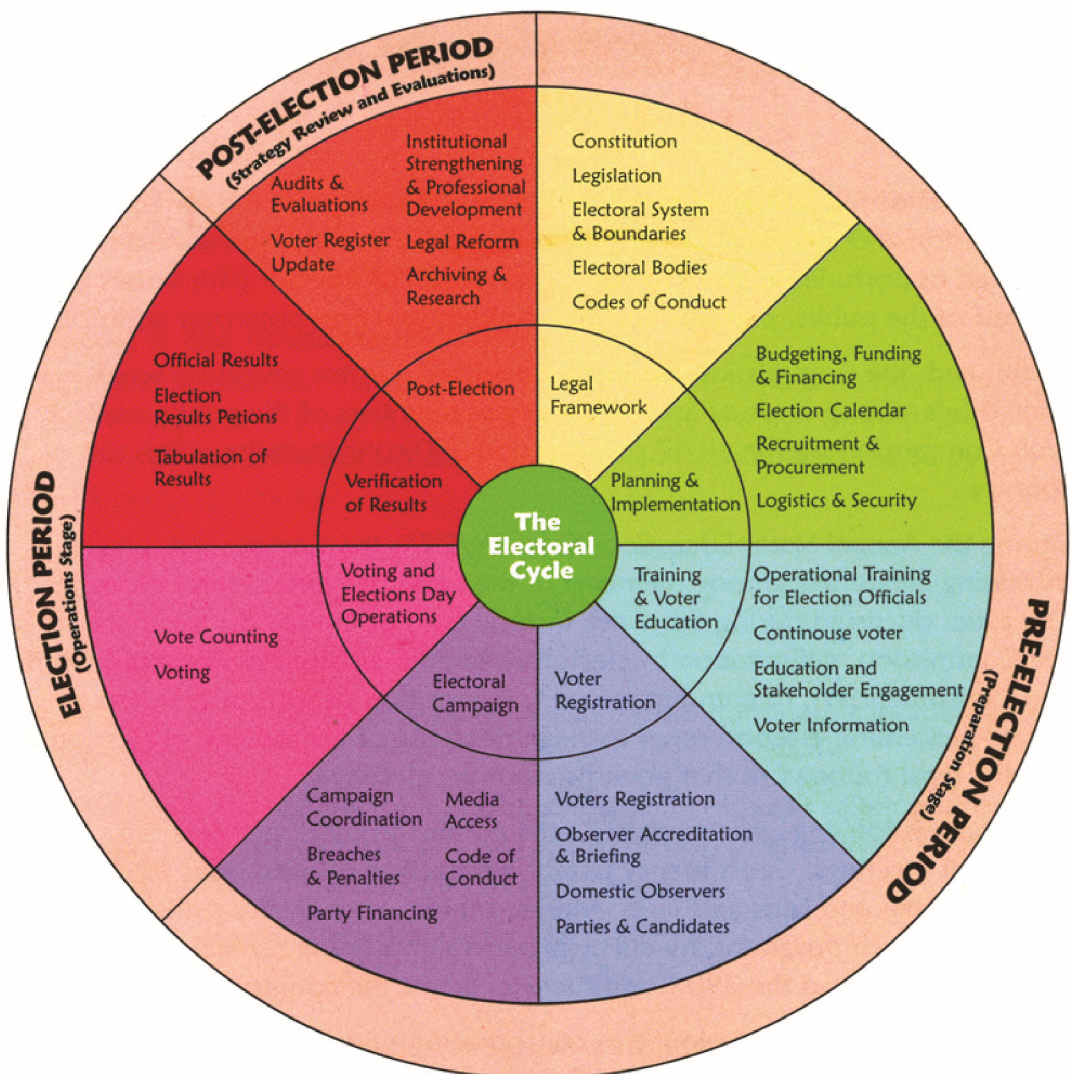 POST-ELECTION PERIOD
(Strategy Review and Evaluations)
Institutional
Strengthening
& Professional
Development
Legal Reform
Archiving &
Research
Audits &
Evaluations
Voter Register
Update
Post-Election
Constitution
Legislation
Electoral System
& Boundaries
Electoral Bodies
Codes of Conduct
Legal
Framework
Budgeting, Funding
& Financing
Election Calendar
Recruitment &
Procurement
Logistics & Security
Planning &
Implementation
PRE-ELECTION PERIOD
(Preparation Stage)
Operational Training
for Election Officials
Continouse voter
Education and
Stakeholder Engagement
Voter Information
Training
& Voter
Education
Voter
Registration
Voters Registration
Observer Accreditation
& Briefing
Domestic Observers
Parties & Candidates
Electoral
Campaign
Campaign
Coordination
Breaches
& Penalties
Party Financing
Media
Access
Code of
Conduct
ELECTION PERIOD
(Operations Stage)
Voting and
Elections Day
Operations
Vote Counting
Voting
Verification
of Results
Official Results
Election
Results Petions
Tabulation of
Results
The
Electoral
Cycle